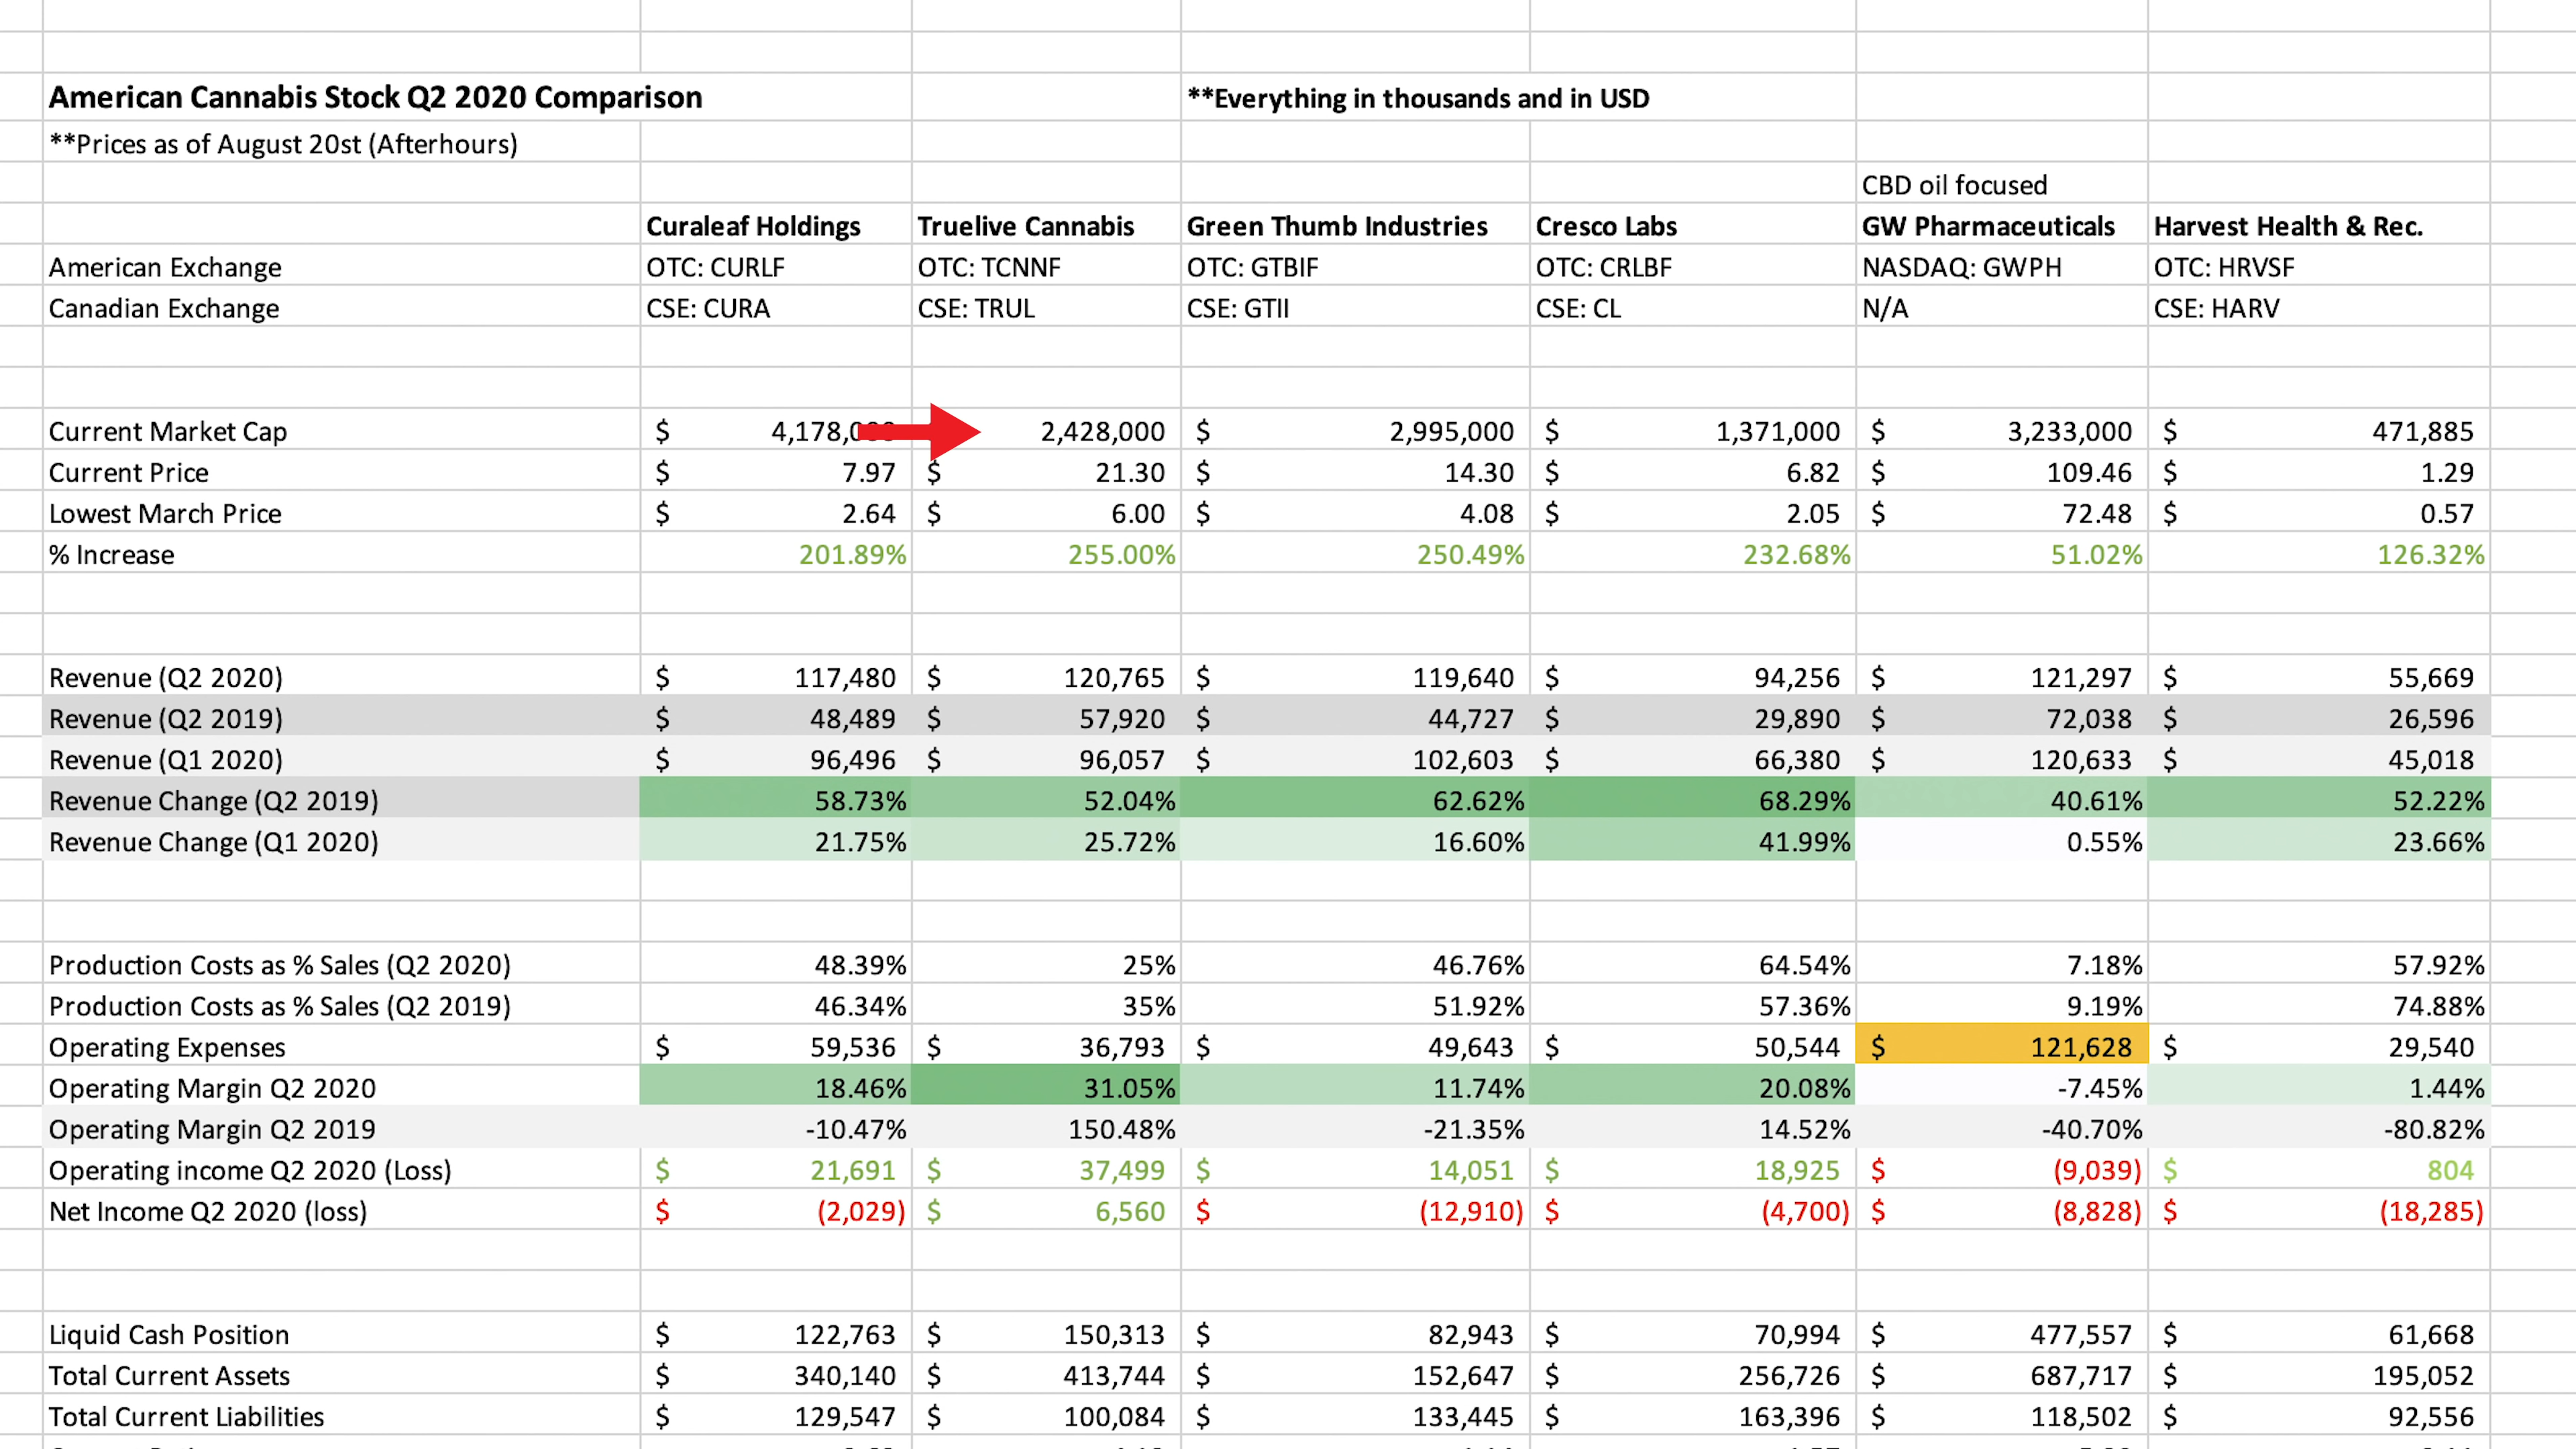 American Cannabis Stock Q2 2020 Comparison **Everything in thousands and in USD
**Prices as of August 20st (Afterhours)
CBD oil focused
Curaleaf Holdings Truelive Cannabis Green Thumb Industries Cresco Labs GW Pharmaceuticals Harvest Health & Rec.
American Exchange OTC: CURLF OTC: TCNNF OTC: GTBIF OTC: CRLBF NASDAQ: GWPH OTC: HRVSF
Canadian Exchange CSE: CURA CSE: TRUL CSE: GTII CSE: CL N/A CSE: HARV
Current Market Cap $ 4,178,000 2,428,000 $ 2,995,000 $ 1,371,000 $ 3,233,000 $ 471,885
Current Price $ 7.97 $ 21.30 $ 14.30 $ 6.82 $ 109.46 $ 1.29
Lowest March Price $ 2.64 $ 6.00 $ 4.08 $ 2.05 $ 72.48 $ 0.57
% Increase 201.89% 255.00% 250.49% 232.68% 51.02% 126.32%
Revenue (Q2 2020) $ 117,480 $ 120,765 $ 119,640 $ 94,256 $ 121,297 $ 55,669
Revenue (Q2 2019) $ 48,489 $ 57,920 $ 44,727 $ 29,890 $ 72,038 $ 26,596
Revenue (Q1 2020) $ 96,496 $ 96,057 $ 102,603 $ 66,380 $ 120,633 $ 45,018
Revenue Change (Q2 2019) 58.73% 52.04% 62.62% 68.29% 40.61% 52.22%
Revenue Change (Q1 2020) 21.75% 25.72% 16.60% 41.99% 0.55% 23.66%
Production Costs as % Sales (Q2 2020) 48.39% 25% 46.76% 64.54% 7.18% 57.92%
Production Costs as % Sales (Q2 2019) 46.34% 35% 51.92% 57.36% 9.19% 74.88%
Operating Expenses $ 59,536 $ 36,793 $ 49,643 $ 50,544 $ 121,628 $ 29,540
Operating Margin Q2 2020 18.46% 31.05% 11.74% 20.08% -7.45% 1.44%
Operating Margin Q2 2019 -10.47% 150.48% -21.35% 14.52% -40.70% -80.82%
Operating income Q2 2020 (Loss) $ 21,691 $ 37,499 $ 14,051 $ 18,925 $ (9,039) $ 804
Net Income Q2 2020 (loss) $ (2,029) $ 6,560 $ (12,910) $ (4,700) $ (8,828) $ (18,285)
Liquid Cash Position $ 122,763 $ 150,313 $ 82,943 $ 70,994 $ 477,557 $ 61,668
Total Current Assets $ 340,140 $ 413,744 $ 152,647 $ 256,726 $ 687,717 $ 195,052
Total Current Liabilities $ 129,547 $ 100,084 $ 133,445 $ 163,396 $ 118,502 $ 92,556